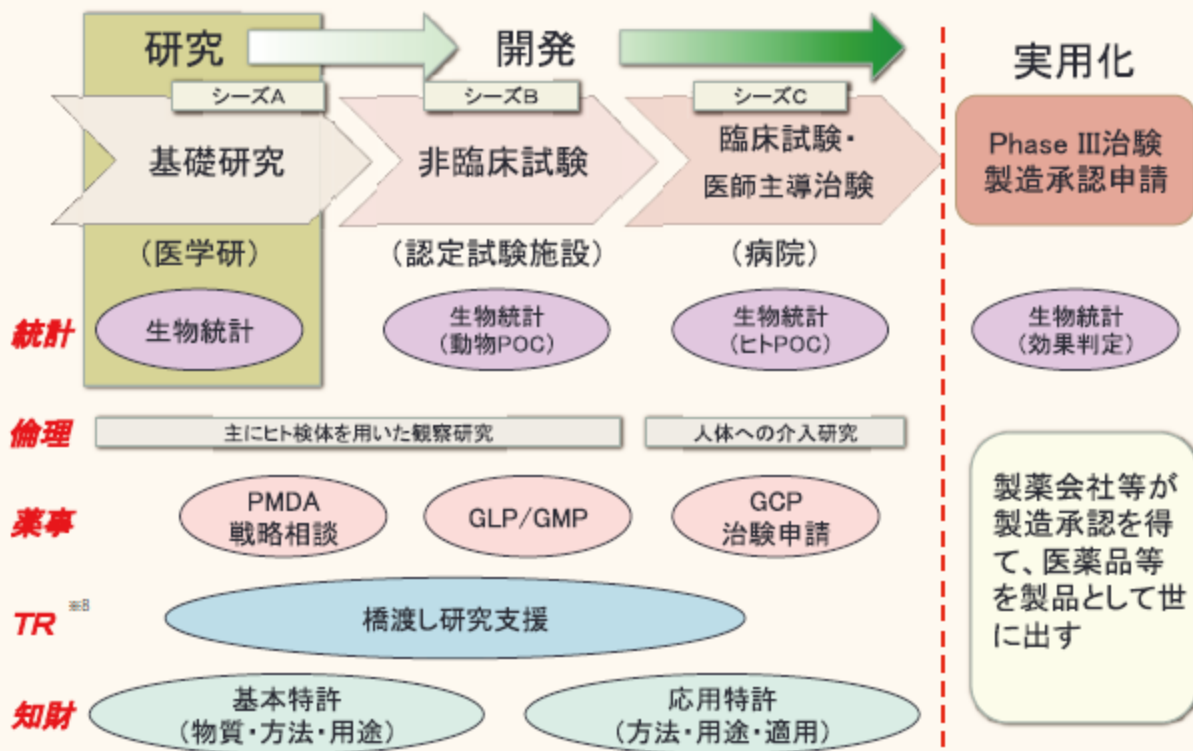 研究
開発
実用化
シーズA
シーズB
シーズC
基礎研究
非臨床試験
臨床試験・
医師主導治験
Phase III治験
製造承認申請
(医学研)
(認定試験施設)
(病院)
統計
生物統計
生物統計
(動物POC)
生物統計
(ヒトPOC)
生物統計
(効果判定)
倫理
主にヒト検体を用いた観察研究
人体への介入研究
薬事
PMDA
戦略相談
GLP/GMP
GCP
治験申請
製薬会社等が
製造承認を得
て、医薬品等
を製品として世
に出す
TR ※8
橋渡し研究支援
知財
基本特許
(物質・方法・用途)
応用特許
(方法・用途・適用)